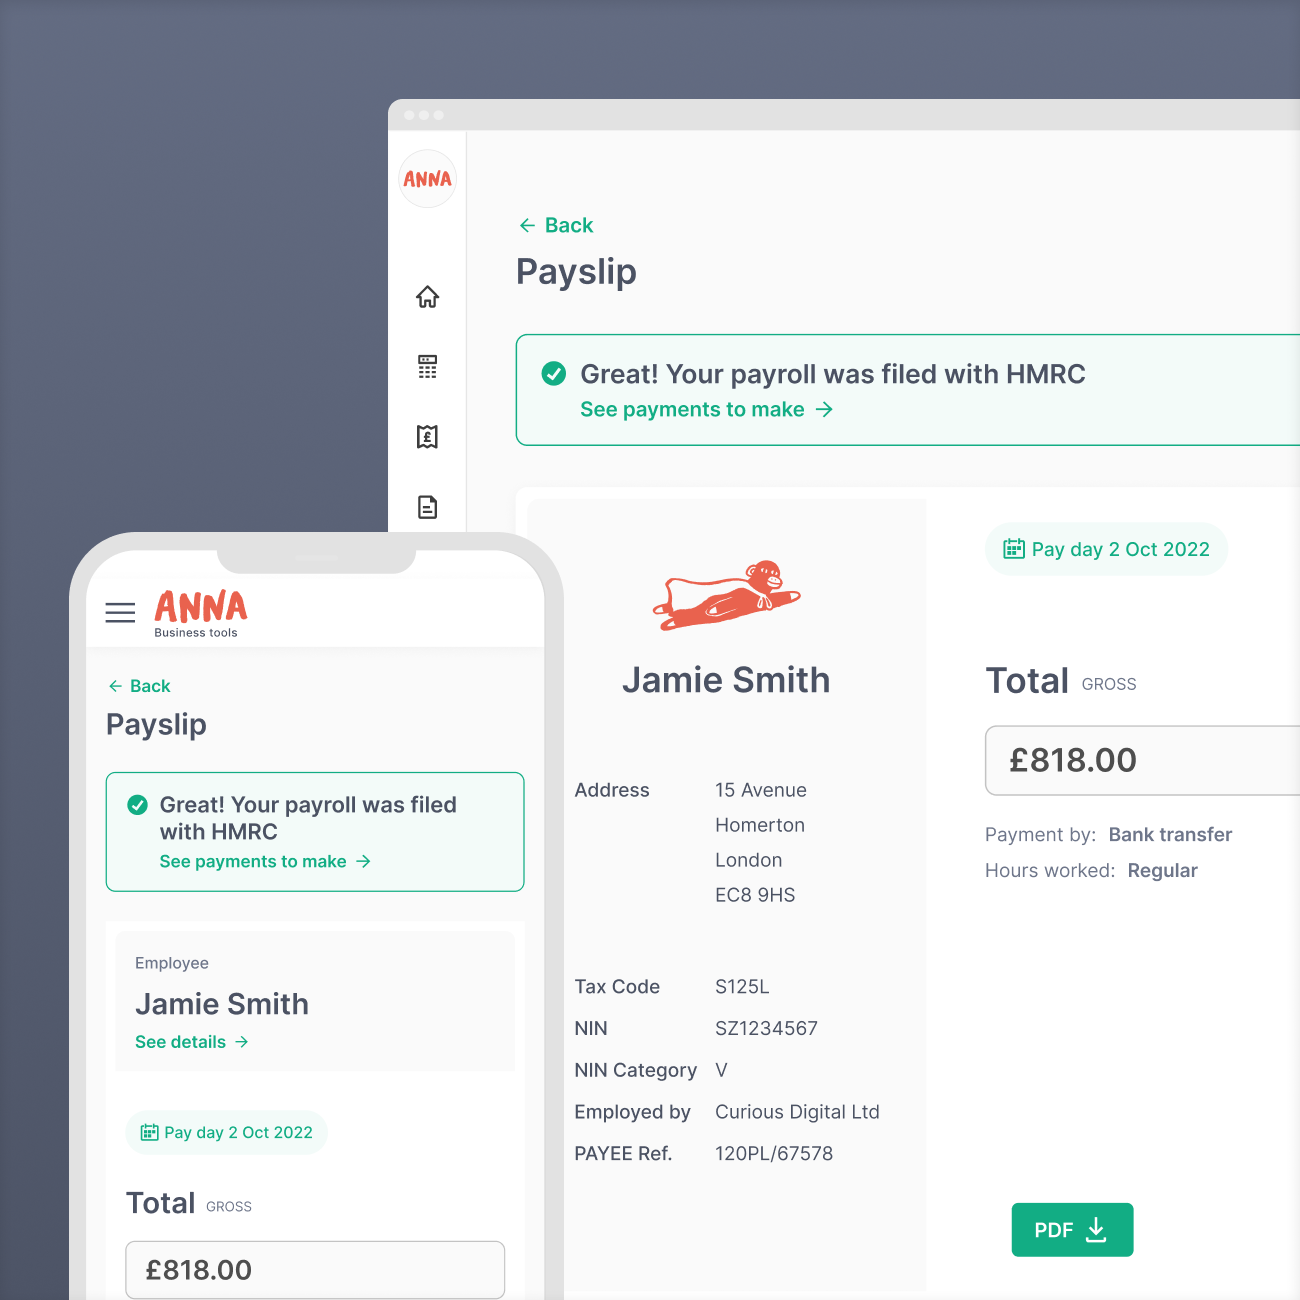 ANNA
← Back
Payslip
Great! Your payroll was filed with HMRC
See payments to make →
Jamie Smith
Address 15 Avenue
Homerton
London
EC8 9HS
Tax Code S125L
NIN SZ1234567
NIN Category V
Employed by Curious Digital Ltd
PAYEE Ref. 120PL/67578
Pay day 2 Oct 2022
Total GROSS
£818.00
Payment by: Bank transfer
Hours worked: Regular
PDF
ANNA
Business tools
← Back
Payslip
Great! Your payroll was filed
with HMRC
See payments to make →
Employee
Jamie Smith
See details →
Pay day 2 Oct 2022
Total GROSS
£818.00